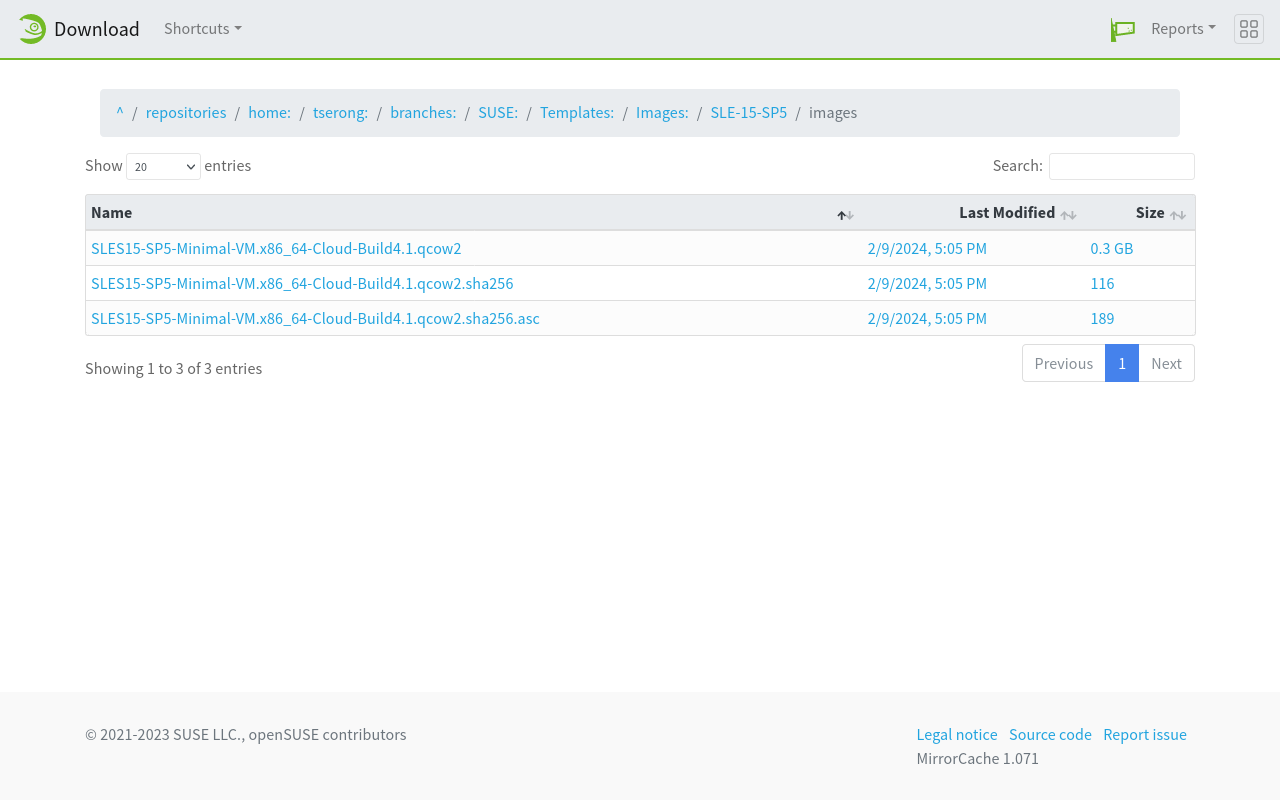 Download Shortcuts Reports
^ / repositories / home: / tserong: / branches: / SUSE: / Templates: / Images: / SLE-15-SP5 / images
Show 20 entries Search:
Name Last Modified Size
SLES15-SP5-Minimal-VM.x86_64-Cloud-Build4.1.qcow2 2/9/2024, 5:05 PM 0.3 GB
SLES15-SP5-Minimal-VM.x86_64-Cloud-Build4.1.qcow2.sha256 2/9/2024, 5:05 PM 116
SLES15-SP5-Minimal-VM.x86_64-Cloud-Build4.1.qcow2.sha256.asc 2/9/2024, 5:05 PM 189
Showing 1 to 3 of 3 entries Previous 1 Next
© 2021-2023 SUSE LLC., openSUSE contributors Legal notice Source code Report issue
MirrorCache 1.071